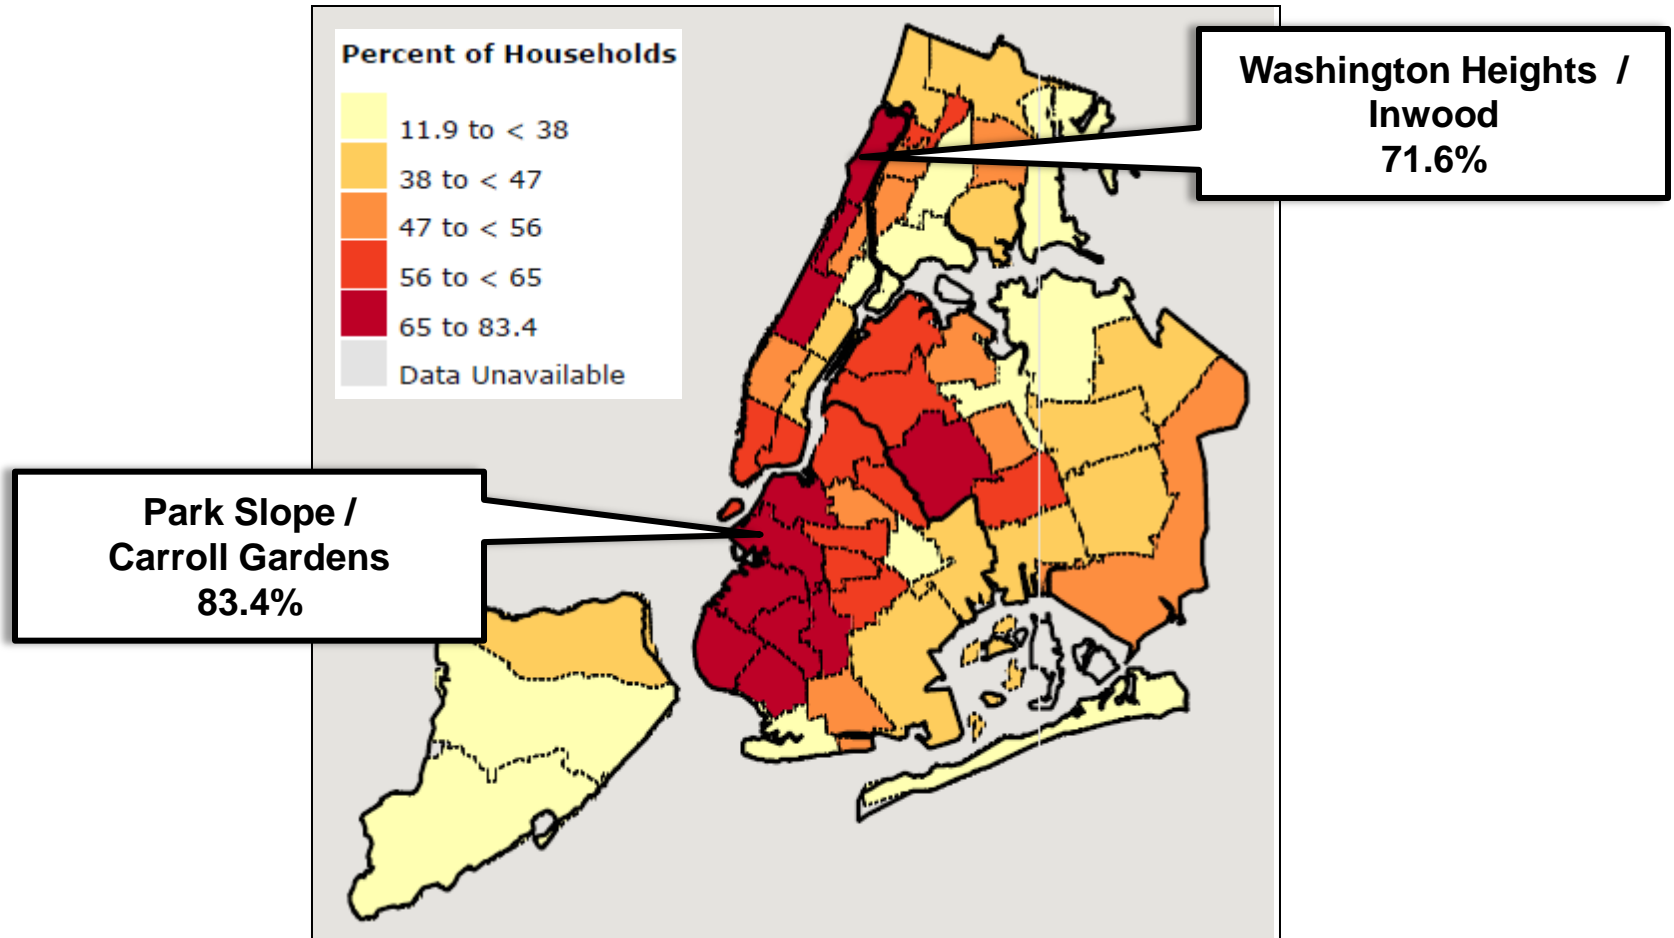 Percent of Households
11.9 to < 38
38 to < 47
47 to < 56
56 to < 65
65 to 83.4
Data Unavailable
Washington Heights /
Inwood
71.6%
Park Slope /
Carroll Gardens
83.4%